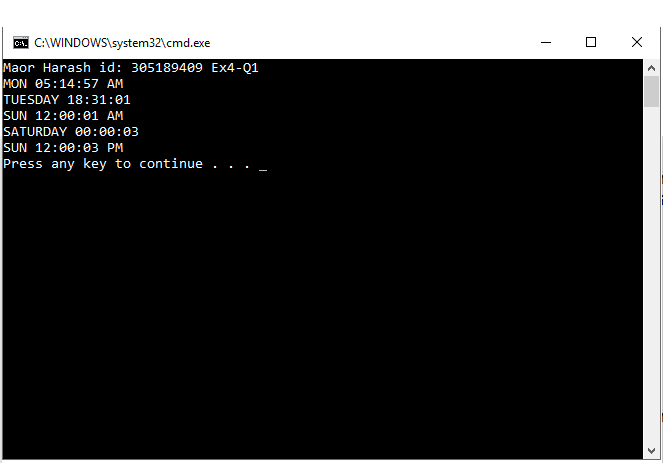 C:\WINDOWS\system32\cmd.exe
Maor Harash id: 305189409 Ex4-Q1
MON 05:14:57 AM
TUESDAY 18:31:01
SUN 12:00:01 AM
SATURDAY 00:00:03
SUN 12:00:03 PM
Press any key to continue . . . _